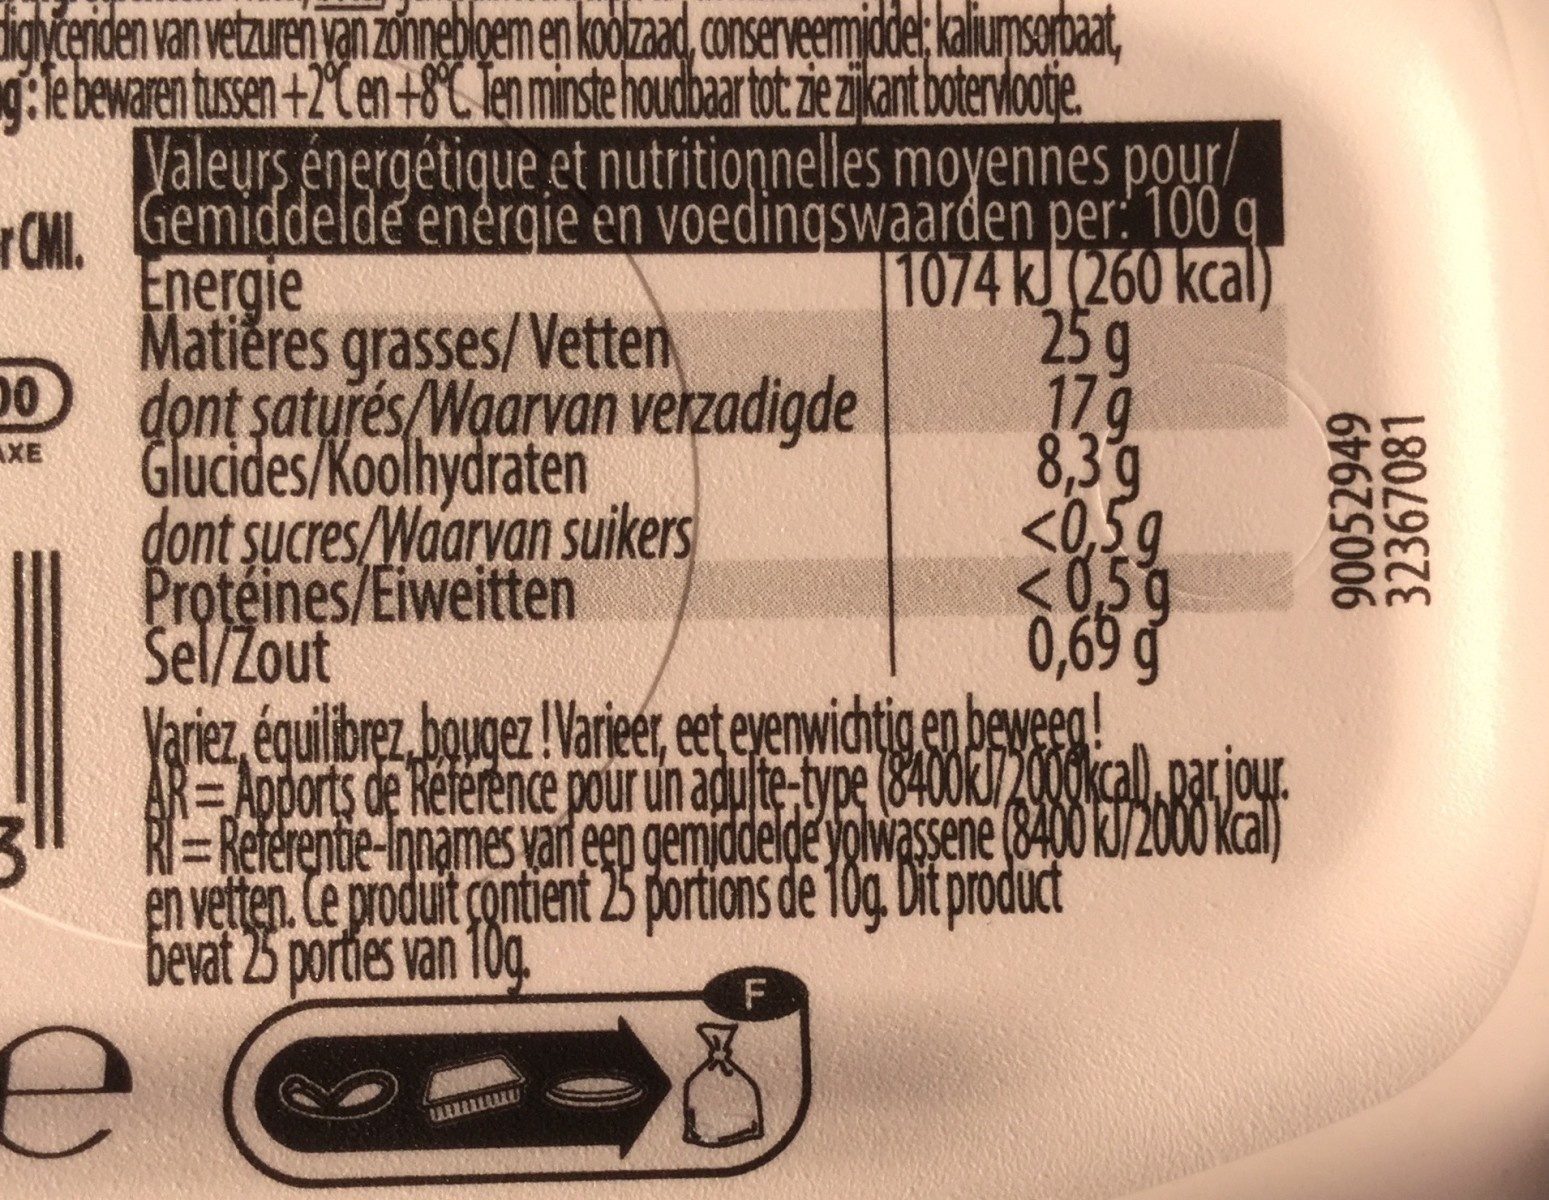 diglyceriden van vetzuren van zonnebloem en koolzaad, conserveermiddel: kaliumsorbaat,
g : Te bewaren tussen +2°C en +8°C. Ten minste houdbaar tot: zie zijkant botervlootje.
Valeurs énergétique et nutritionnelles moyennes pour/
Gemiddelde energie en voedingswaarden per: 100 g
r CMI.
Energie 1074 kJ (260 kcal)
Matières grasses/ Vetten 25 g
dont saturés/Waarvan verzadigde 17 g
Glucides/Koolhydraten 8,3 g
dont sucres/Waarvan suikers <0,5 g
Protéines/Eiweitten < 0,5 g
Sel/Zout 0,69 g
00
AXE
90052949
32367081
Variez, équilibrez, bougez ! Varieer, eet evenwichtig en beweeg !
AR = Apports de Référence pour un adulte-type (8400kJ/2000kcal), par jour.
RI = Referentie-Innames van een gemiddelde volwassene (8400 kJ/2000 kcal)
en vetten. Ce produit contient 25 portions de 10g. Dit product
bevat 25 porties van 10g.
3
e
F